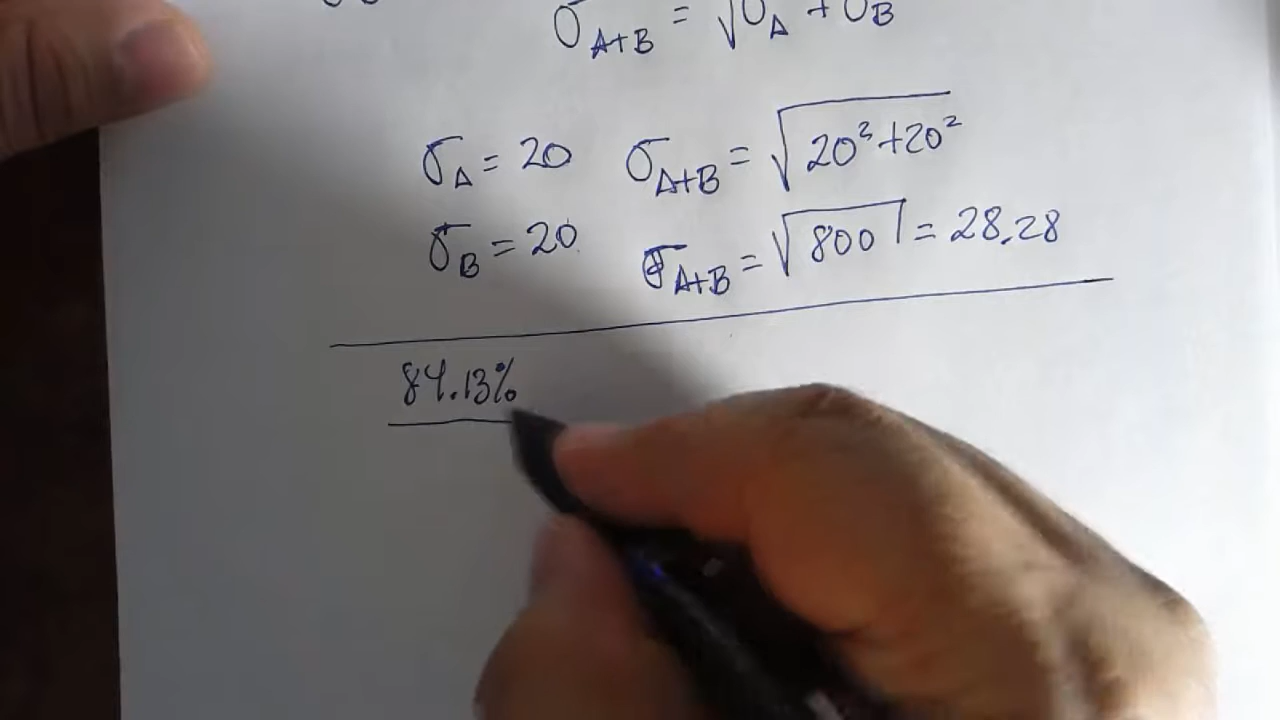 σA+B = √σA + σB
σA = 20 σA+B = √20² + 20²
σB = 20 σA+B = √800 = 28.28
84.13%